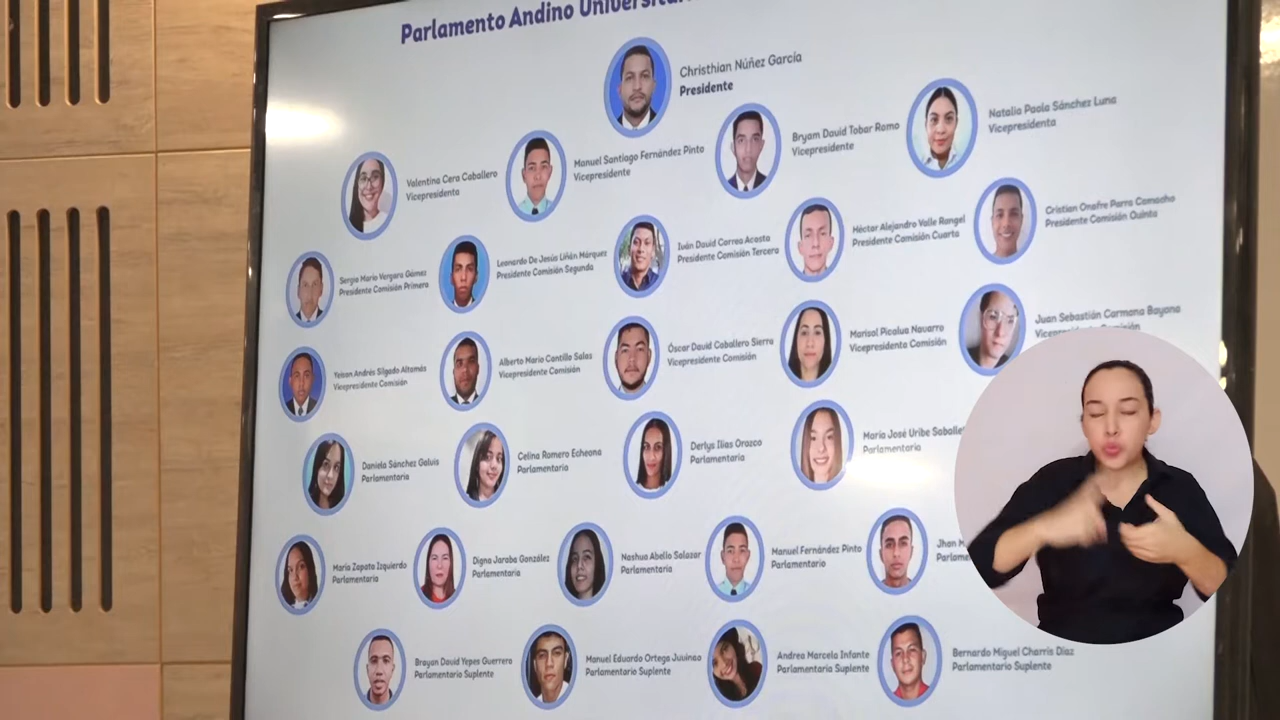 Parlamento Andino
Christhian Núñez García
Presidente
Natalia Paola Sánchez Luna
Vicepresidenta
Bryam David Tobar Romo
Vicepresidente
Manuel Santiago Fernández Pinto
Vicepresidente
Valentina Cera Caballero
Vicepresidenta
Sergio Mario Vergara Gómez
Presidente Comisión Primera
Leonardo De Jesús Liñán Márquez
Presidente Comisión Segunda
Iván David Correa Acosta
Presidente Comisión Tercera
Héctor Alejandro Valle Rangel
Presidente Comisión Cuarta
Cristian Onafre Parra Camacho
Presidente Comisión Quinta
Yeison Andrés Silgado Altamás
Vicepresidente Comisión
Alberto Mario Cantillo Salas
Vicepresidente Comisión
Óscar David Caballero Sierra
Vicepresidente Comisión
Marisol Picalua Navarro
Vicepresidente Comisión
Juan Sebastián Carmona Bayona
Daniela Sánchez Galvis
Parlamentaria
Celina Romero Echeona
Parlamentaria
Derlys Ilias Orozco
Parlamentaria
María José Uribe
Parlamentaria
María Zapata Izquierdo
Parlamentaria
Digna Jaraba González
Parlamentaria
Nashua Abello Salazar
Parlamentaria
Manuel Fernández Pinto
Parlamentario
Brayan David Yepes Guerrero
Parlamentario Suplente
Manuel Eduardo Ortega Juvinao
Parlamentario Suplente
Andrea Marcela Infante
Parlamentario Suplente
Bernardo Miguel Charris Díaz
Parlamentario Suplente